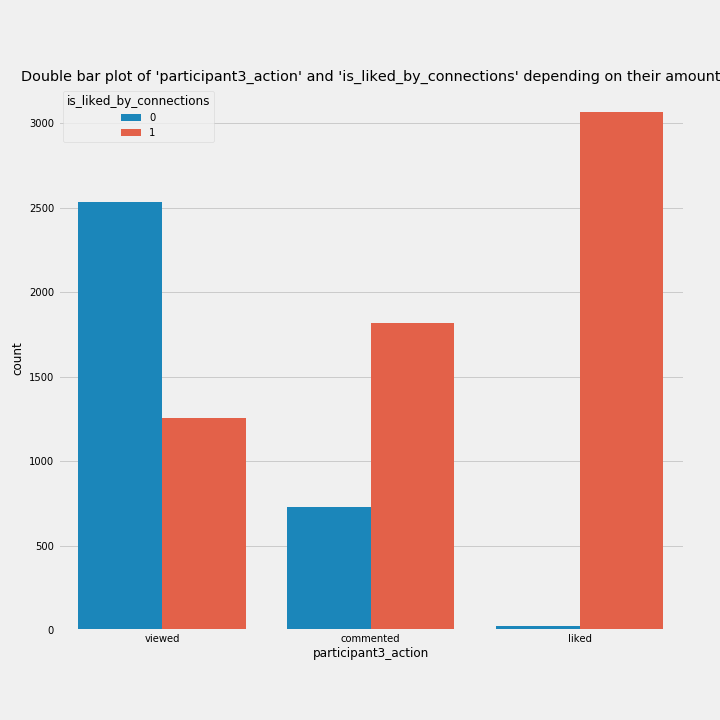 Double bar plot of 'participant3_action' and 'is_liked_by_connections' depending on their amount
is_liked_by_connections
0
1
3000
2500
2000
1500
1000
500
0
count
viewed commented liked
participant3_action